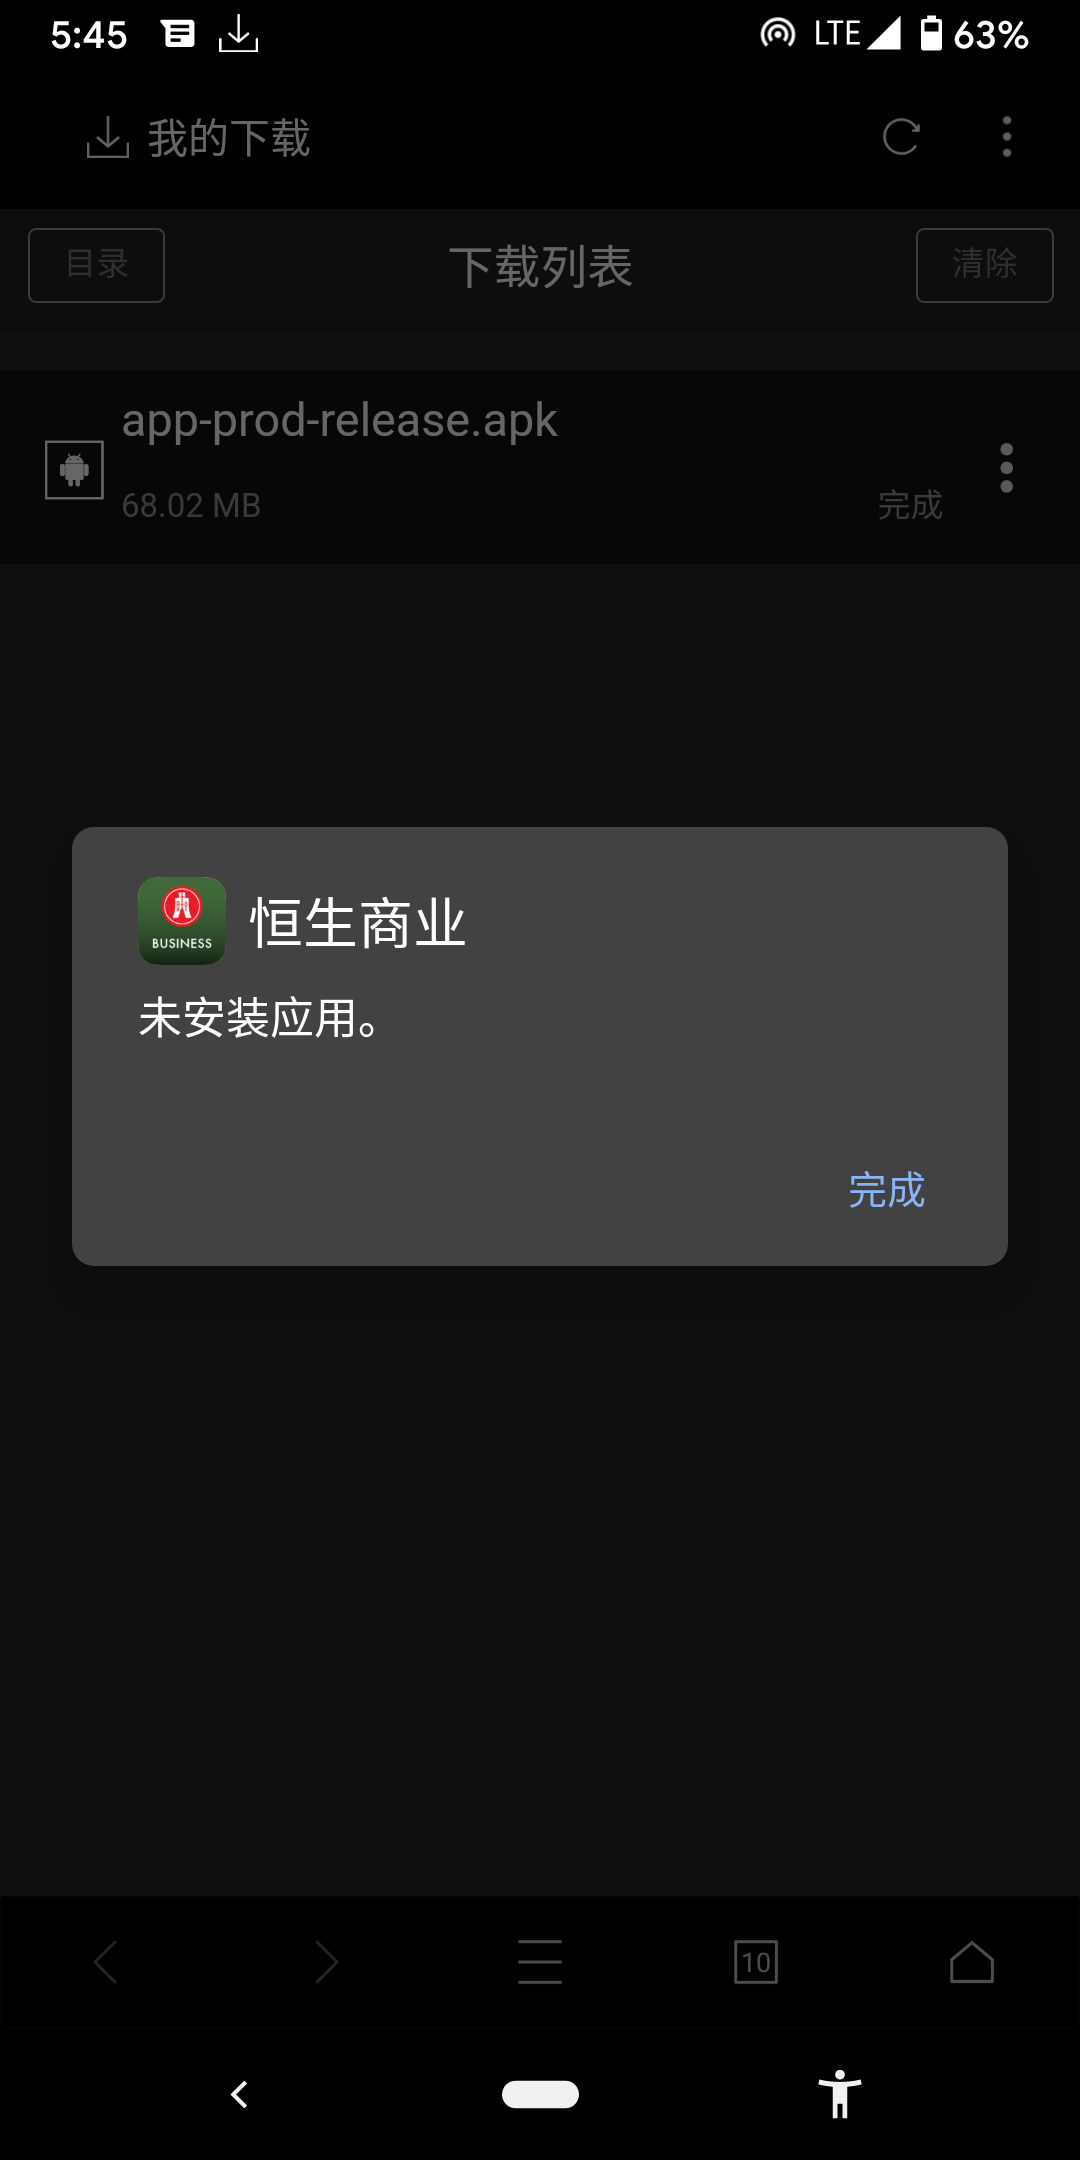 5:45
LTE 63%
我的下载
目录
下载列表
清除
app-prod-release.apk
68.02 MB
完成
BUSINESS
恒生商业
未安装应用。
完成
10